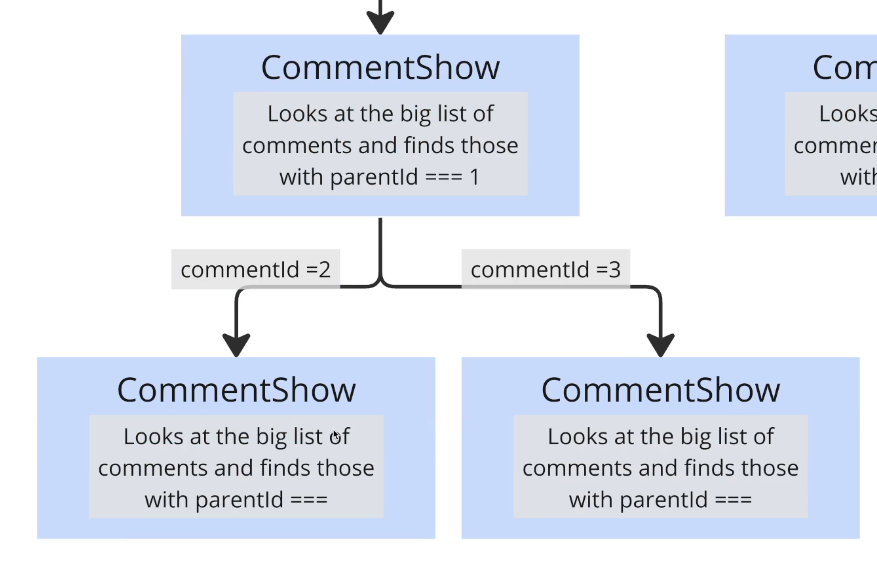 CommentShow
Looks at the big list of
comments and finds those
with parentId === 1
Com
Looks
commen
with
commentId =2
commentId =3
CommentShow
Looks at the big list of
comments and finds those
with parentId ===
CommentShow
Looks at the big list of
comments and finds those
with parentId ===